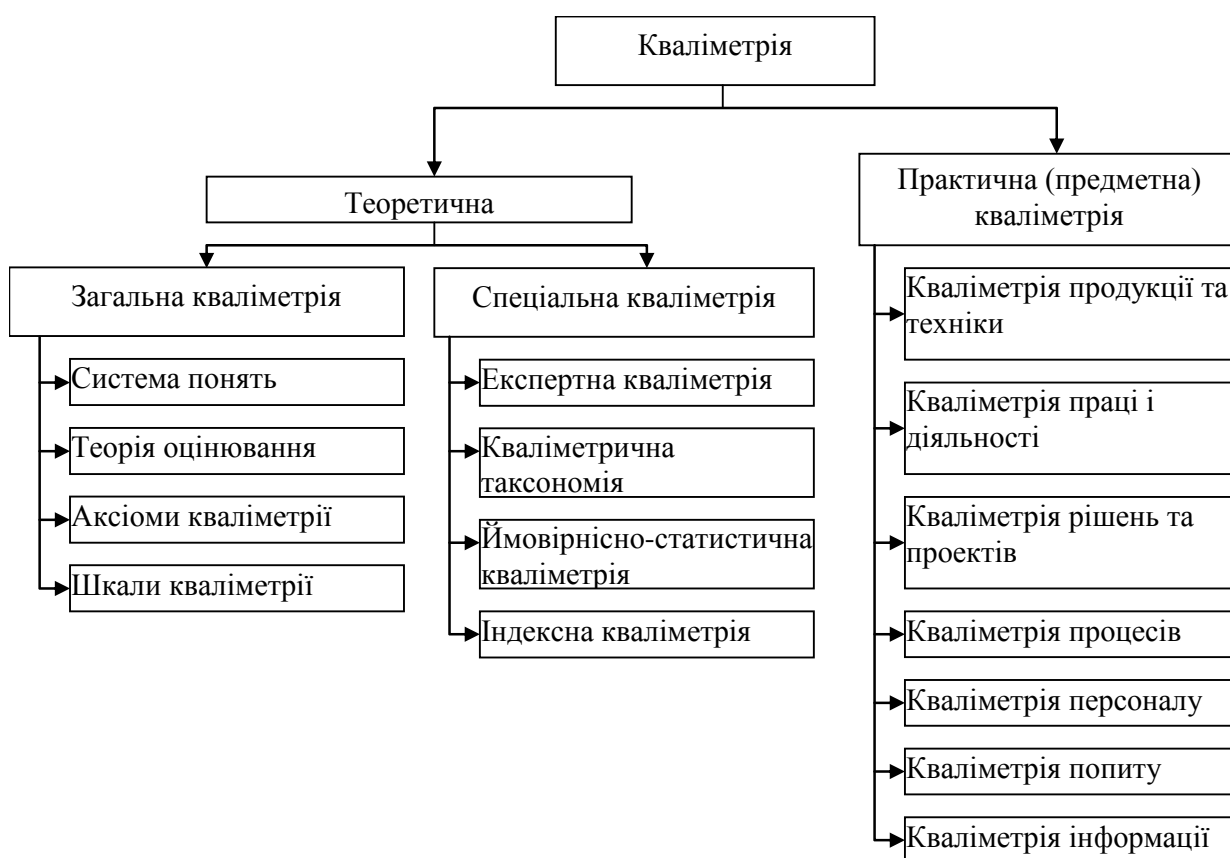 Кваліметрія
Теоретична
Практична (предметна)
кваліметрія
Загальна кваліметрія
Система понять
Теорія оцінювання
Аксіоми кваліметрії
Шкали кваліметрії
Спеціальна кваліметрія
Експертна кваліметрія
Кваліметрична
таксономія
Ймовірнісно-статистична
кваліметрія
Індексна кваліметрія
Кваліметрія продукції та
техніки
Кваліметрія праці і
діяльності
Кваліметрія рішень та
проектів
Кваліметрія процесів
Кваліметрія персоналу
Кваліметрія попиту
Кваліметрія інформації